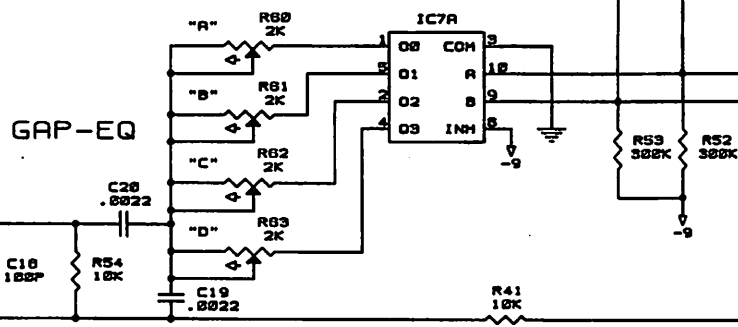 "A"
R60
2K
IC7A
1
O0
COM
3
5
O1
A
10
"B"
R61
2K
2
O2
B
9
4
O3
INH
6
GAP-EQ
-9
R53
300K
R52
300K
"C"
R62
2K
C20
.0022
"D"
R63
2K
-9
C18
100P
R54
10K
C19
.0022
R41
10K